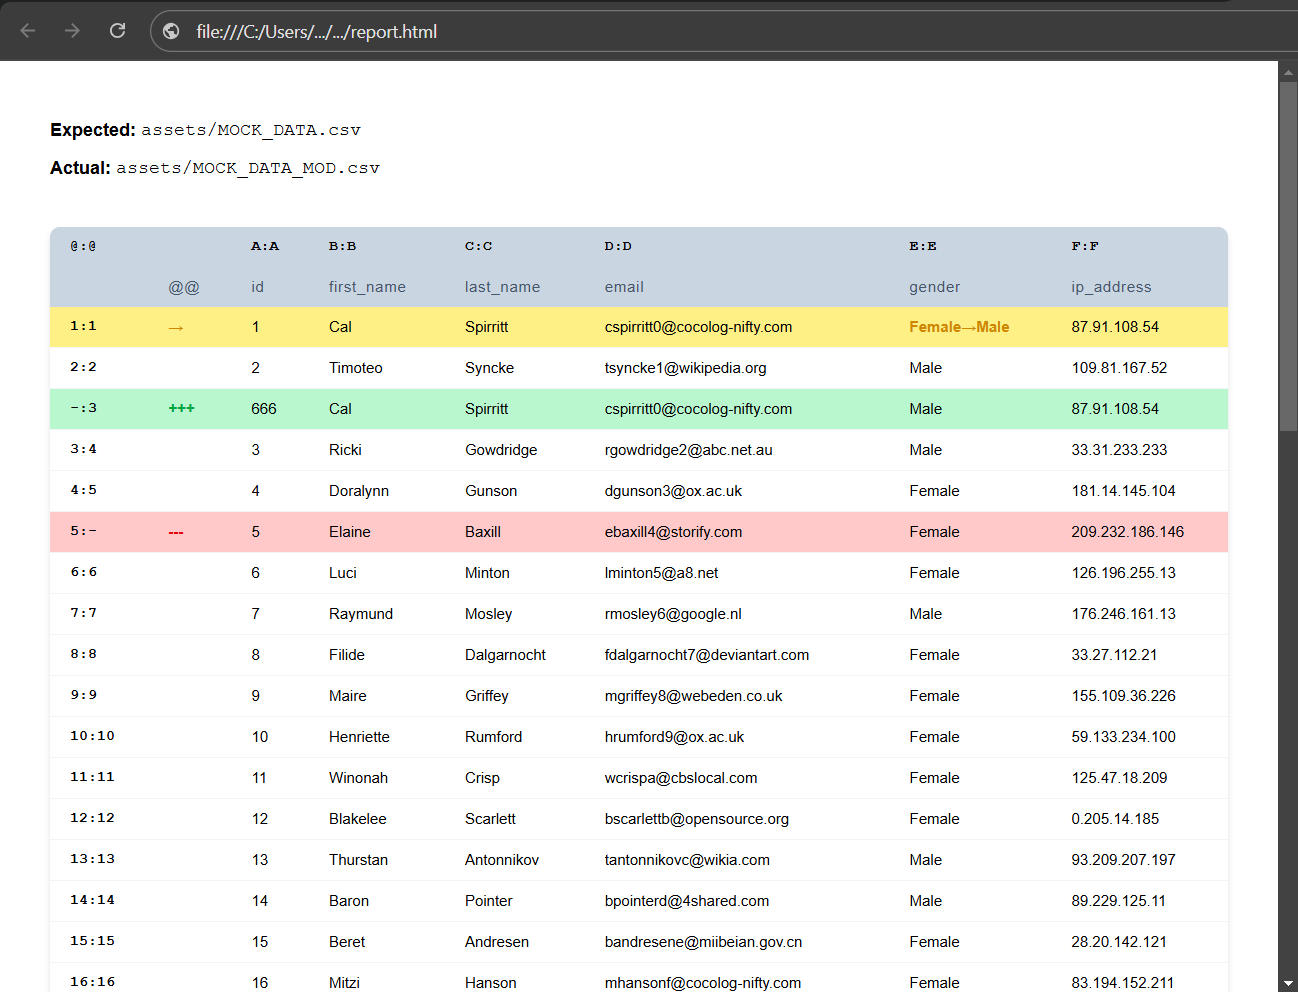 file:///C:/Users/.../.../report.html
Expected: assets/MOCK_DATA.csv
Actual: assets/MOCK_DATA_MOD.csv
@:@ A:A B:B C:C D:D E:E F:F
@@ id first_name last_name email gender ip_address
1:1 → 1 Cal Spirritt cspirritt0@cocolog-nifty.com Female→Male 87.91.108.54
2:2 2 Timoteo Syncke tsyncke1@wikipedia.org Male 109.81.167.52
-:3 +++ 666 Cal Spirritt cspirritt0@cocolog-nifty.com Male 87.91.108.54
3:4 3 Ricki Gowdridge rgowdridge2@abc.net.au Male 33.31.233.233
4:5 4 Doralynn Gunson dgunson3@ox.ac.uk Female 181.14.145.104
5:- --- 5 Elaine Baxill ebaxill4@storify.com Female 209.232.186.146
6:6 6 Luci Minton lminton5@a8.net Female 126.196.255.13
7:7 7 Raymund Mosley rmosley6@google.nl Male 176.246.161.13
8:8 8 Filide Dalgarnocht fdalgarnocht7@deviantart.com Female 33.27.112.21
9:9 9 Maire Griffey mgriffey8@webeden.co.uk Female 155.109.36.226
10:10 10 Henriette Rumford hrumford9@ox.ac.uk Female 59.133.234.100
11:11 11 Winonah Crisp wcrispa@cbslocal.com Female 125.47.18.209
12:12 12 Blakelee Scarlett bscarlettb@opensource.org Female 0.205.14.185
13:13 13 Thurstan Antonnikov tantonnikovc@wikia.com Male 93.209.207.197
14:14 14 Baron Pointer bpointerd@4shared.com Male 89.229.125.11
15:15 15 Beret Andresen bandresene@miibeian.gov.cn Female 28.20.142.121
16:16 16 Mitzi Hanson mhansonf@cocolog-nifty.com Female 83.194.152.211